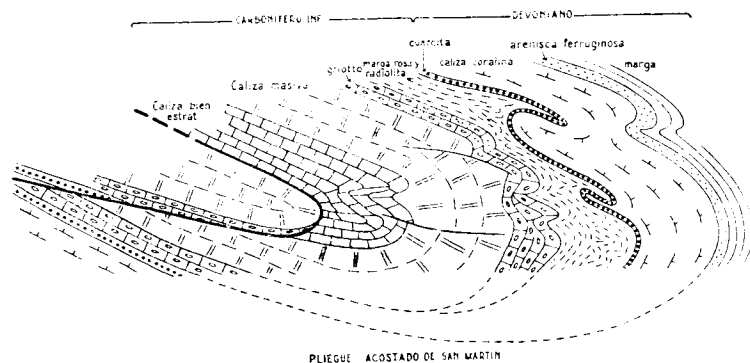 CARBONIFERO INF
DEVONIANO
cuarcita
arenisca ferruginosa
marga rosa y
radiolita
caliza coralina
marga
griotto
Caliza masiva
Caliza bien
estrat
PLIEGUE ACOSTADO DE SAN MARTIN